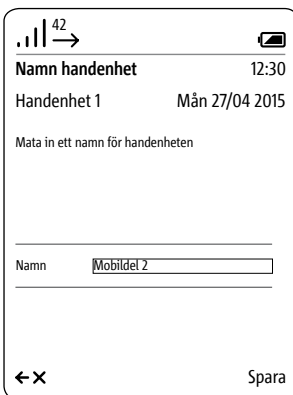 42
Namn handenhet 12:30
Handenhet 1 Mån 27/04 2015
Mata in ett namn för handenheten
Namn Mobildel 2
Spara